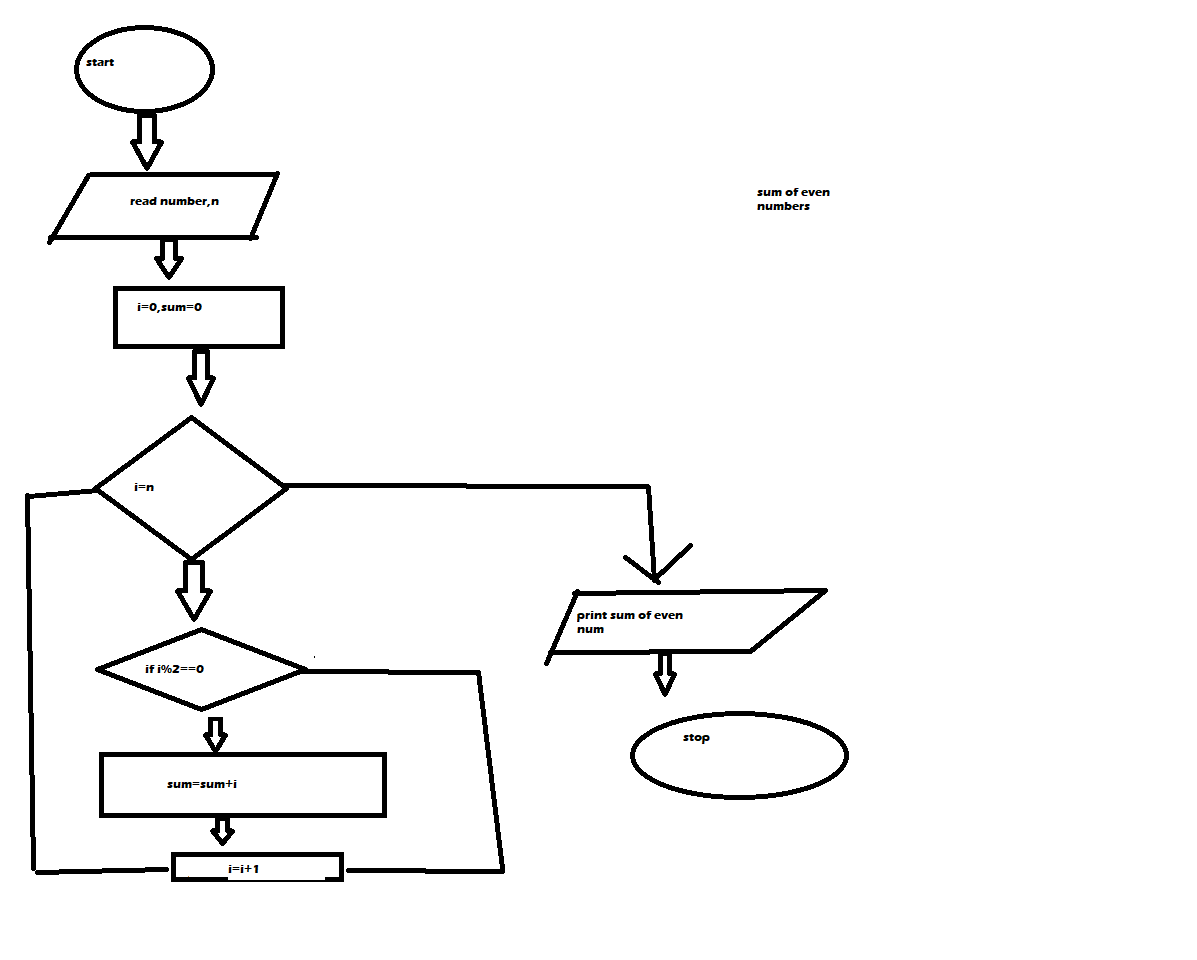 start
read number,n
sum of even
numbers
i=0,sum=0
i=n
if i%2==0
sum=sum+i
i=i+1
print sum of even
num
stop